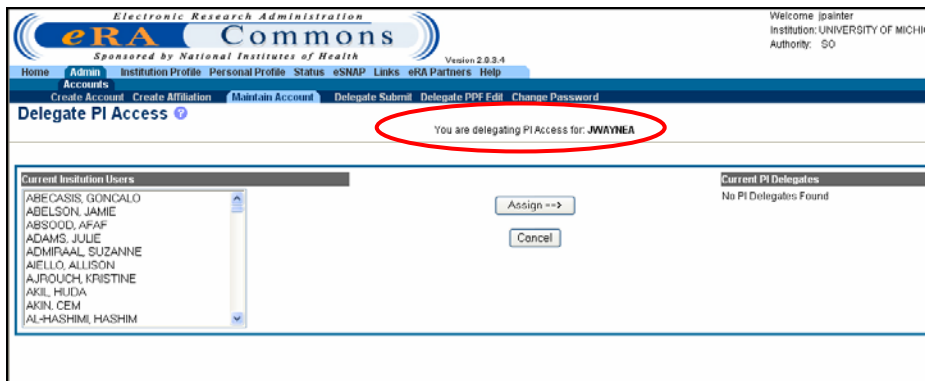 Electronic Research Administration
eRA Commons
Sponsored by National Institutes of Health
Version 2.8.3.4
Welcome jpainter
Institution: UNIVERSITY OF MICHI
Authority: SO
Home Admin Institution Profile Personal Profile Status eSNAP Links eRA Partners Help
Accounts
Create Account Create Affiliation Maintain Account Delegate Submit Delegate PPF Edit Change Password
Delegate PI Access ?
You are delegating PI Access for: JWAYNEA
Current Insitution Users
ABECASIS, GONCALO
ABELSON, JAMIE
ABSOOD, AFAF
ADAMS, JULIE
ADMIRAAL, SUZANNE
AIELLO, ALLISON
AJROUCH, KRISTINE
AKIL, HUDA
AKIN, CEM
AL-HASHIMI, HASHIM
Assign ==>
Cancel
Current PI Delegates
No PI Delegates Found